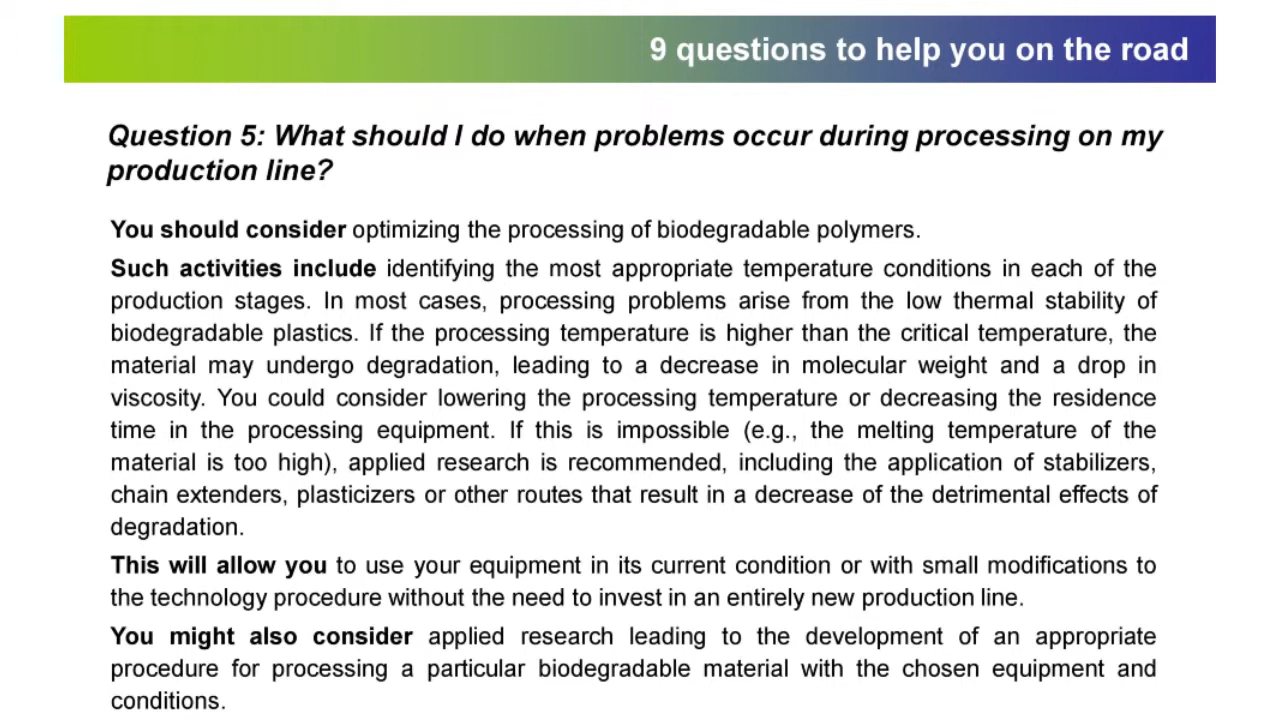 9 questions to help you on the road
Question 5: What should I do when problems occur during processing on my
production line?
You should consider optimizing the processing of biodegradable polymers.
Such activities include identifying the most appropriate temperature conditions in each of the
production stages. In most cases, processing problems arise from the low thermal stability of
biodegradable plastics. If the processing temperature is higher than the critical temperature, the
material may undergo degradation, leading to a decrease in molecular weight and a drop in
viscosity. You could consider lowering the processing temperature or decreasing the residence
time in the processing equipment. If this is impossible (e.g., the melting temperature of the
material is too high), applied research is recommended, including the application of stabilizers,
chain extenders, plasticizers or other routes that result in a decrease of the detrimental effects of
degradation.
This will allow you to use your equipment in its current condition or with small modifications to
the technology procedure without the need to invest in an entirely new production line.
You might also consider applied research leading to the development of an appropriate
procedure for processing a particular biodegradable material with the chosen equipment and
conditions.